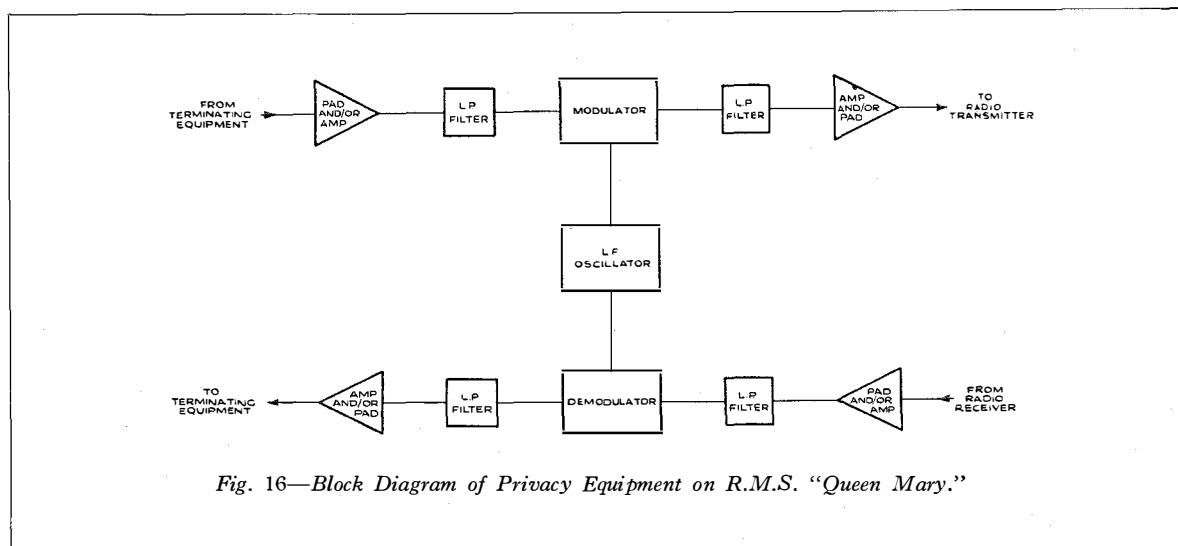 FROM
TERMINATING
EQUIPMENT
PAD
AND/OR
AMP
L.P
FILTER
MODULATOR
L.P
FILTER
AMP
AND/OR
PAD
TO
RADIO
TRANSMITTER
L F
OSCILLATOR
TO
TERMINATING
EQUIPMENT
AMP
AND/OR
PAD
L.P
FILTER
DEMODULATOR
L.P
FILTER
PAD
AND/OR
AMP
FROM
RADIO
RECEIVER
Fig. 16—Block Diagram of Privacy Equipment on R.M.S. “Queen Mary.”